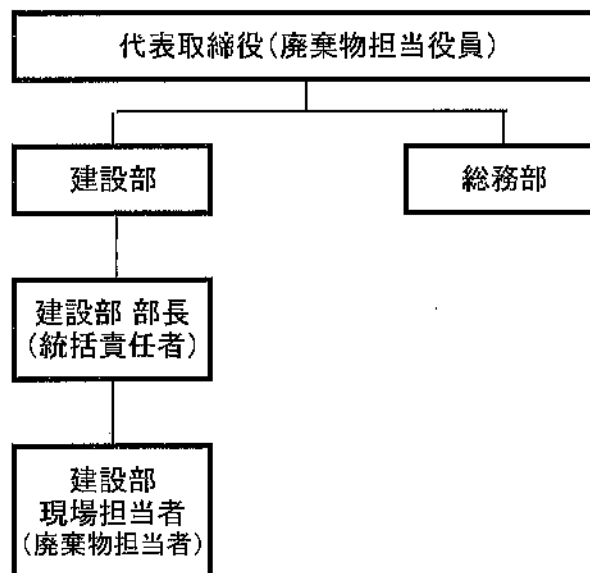 代表取締役(廃棄物担当役員)
建設部
総務部
建設部 部長
(統括責任者)
建設部
現場担当者
(廃棄物担当者)